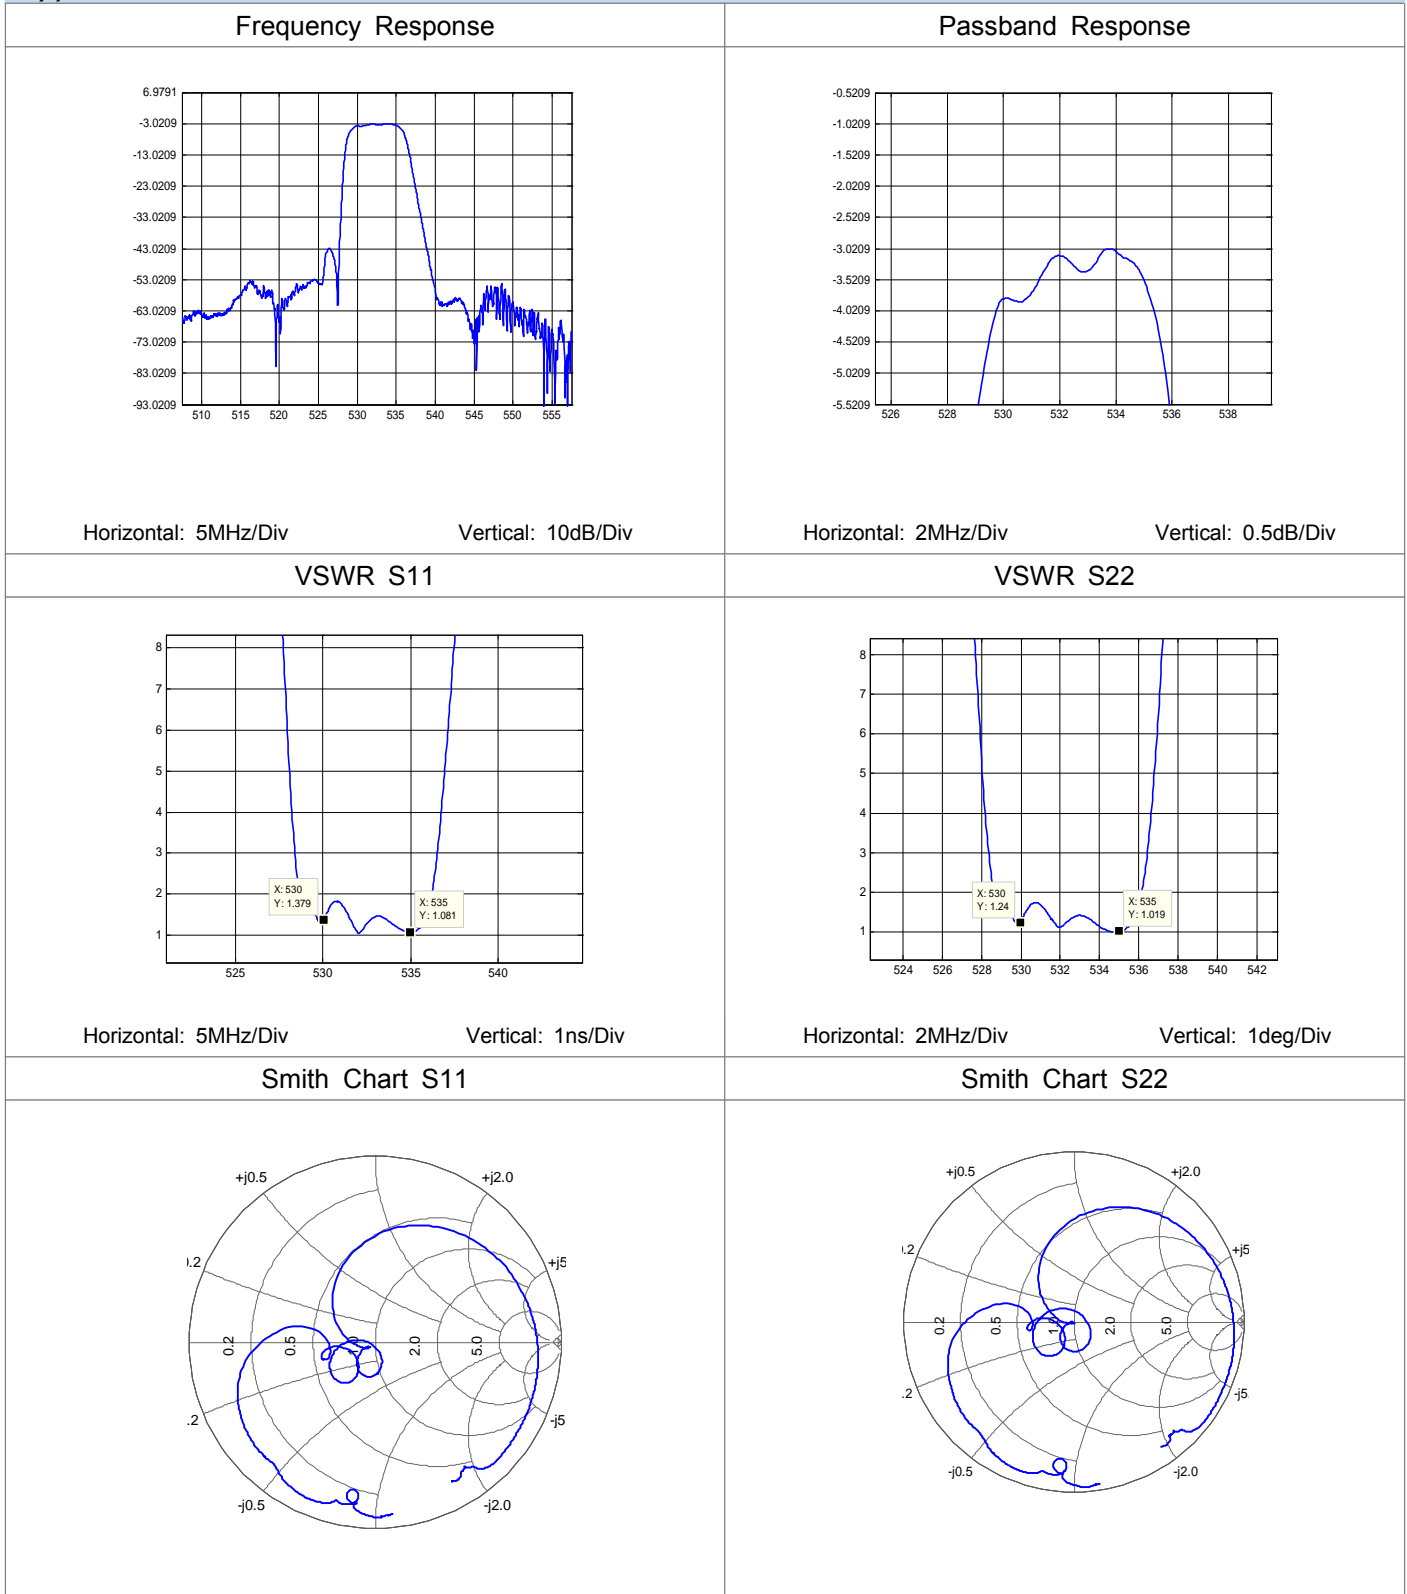 Frequency Response
Passband Response
6.9791
-3.0209
-13.0209
-23.0209
-33.0209
-43.0209
-53.0209
-63.0209
-73.0209
-83.0209
-93.0209
510 515 520 525 530 535 540 545 550 555
-0.5209
-1.0209
-1.5209
-2.0209
-2.5209
-3.0209
-3.5209
-4.0209
-4.5209
-5.0209
-5.5209
526 528 530 532 534 536 538
Horizontal: 5MHz/Div Vertical: 10dB/Div
Horizontal: 2MHz/Div Vertical: 0.5dB/Div
VSWR S11
VSWR S22
8
7
6
5
4
3
2
1
X: 530
Y: 1.379
X: 535
Y: 1.081
525 530 535 540
8
7
6
5
4
3
2
1
X: 530
Y: 1.24
X: 535
Y: 1.019
524 526 528 530 532 534 536 538 540 542
Horizontal: 5MHz/Div Vertical: 1ns/Div
Horizontal: 2MHz/Div Vertical: 1deg/Div
Smith Chart S11
Smith Chart S22
+j0.5 +j2.0
.2 +j5
0.2 0.5 1.0 2.0 5.0
.2 -j5
-j0.5 -j2.0
+j0.5 +j2.0
.2 +j5
0.2 0.5 1.0 2.0 5.0
.2 -j5
-j0.5 -j2.0